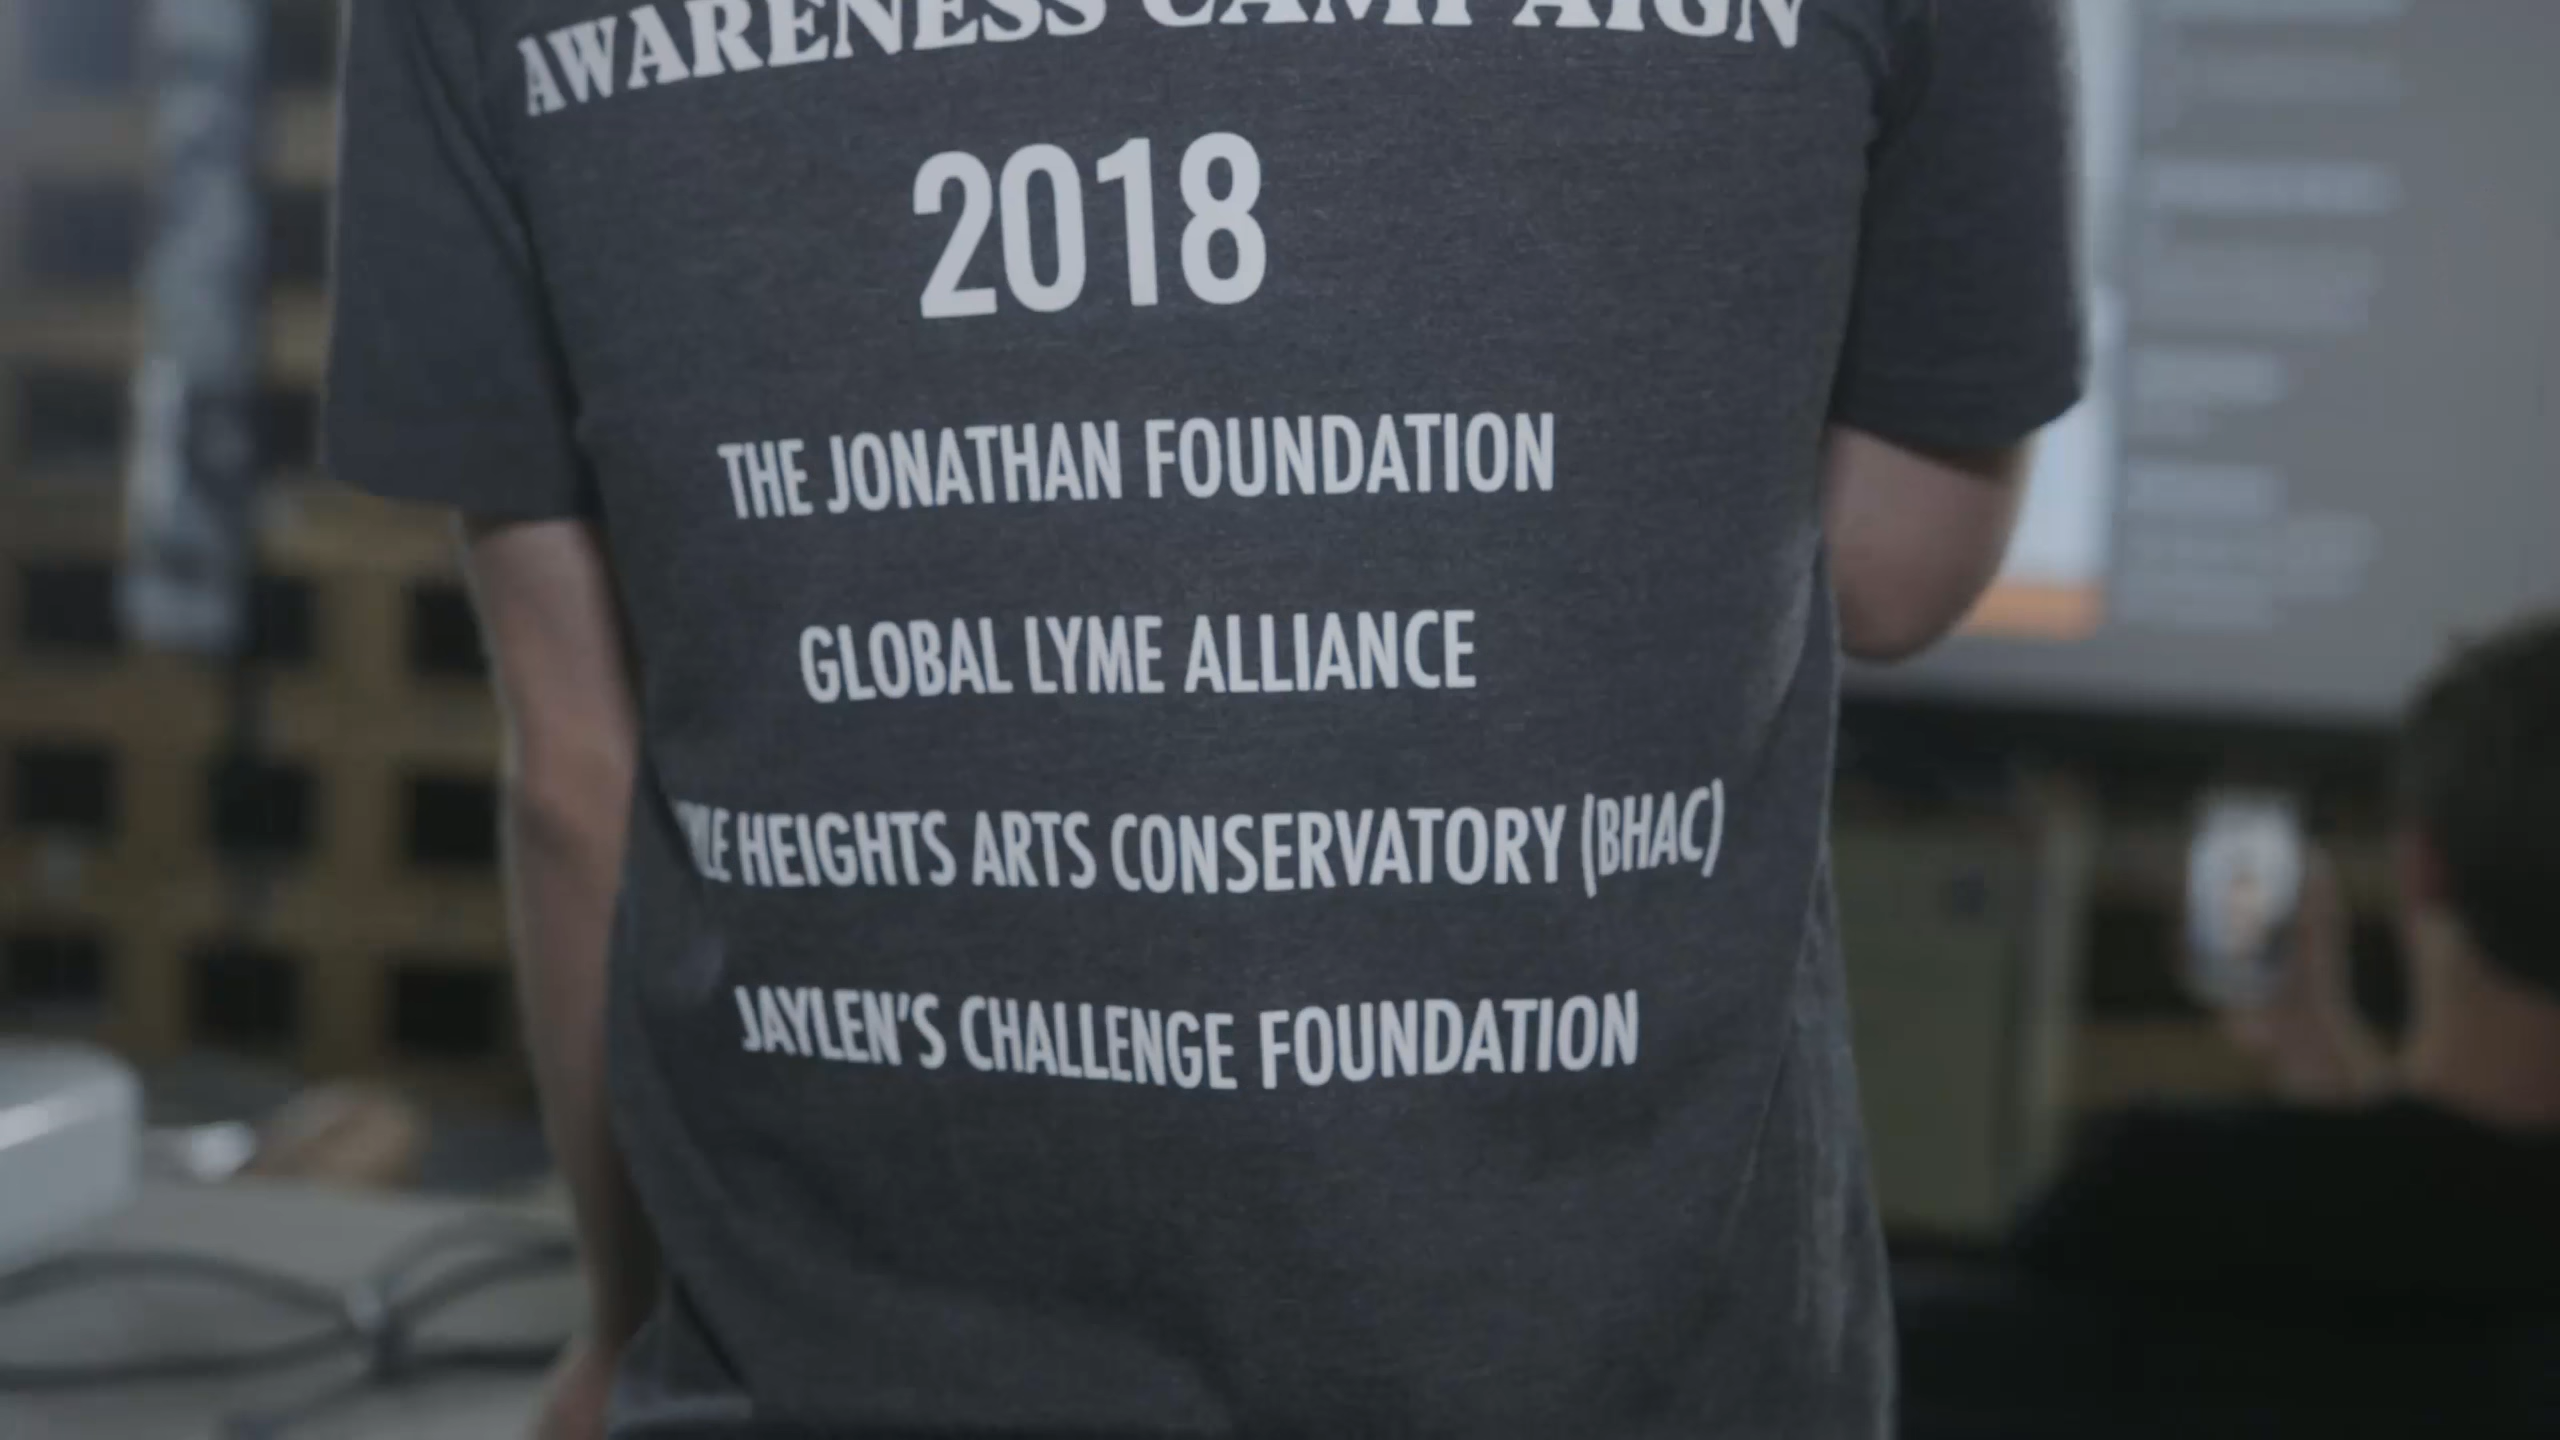 AWARENESS CAMPAIGN
2018
THE JONATHAN FOUNDATION
GLOBAL LYME ALLIANCE
HEIGHTS ARTS CONSERVATORY (BHAC)
JAYLEN'S CHALLENGE FOUNDATION